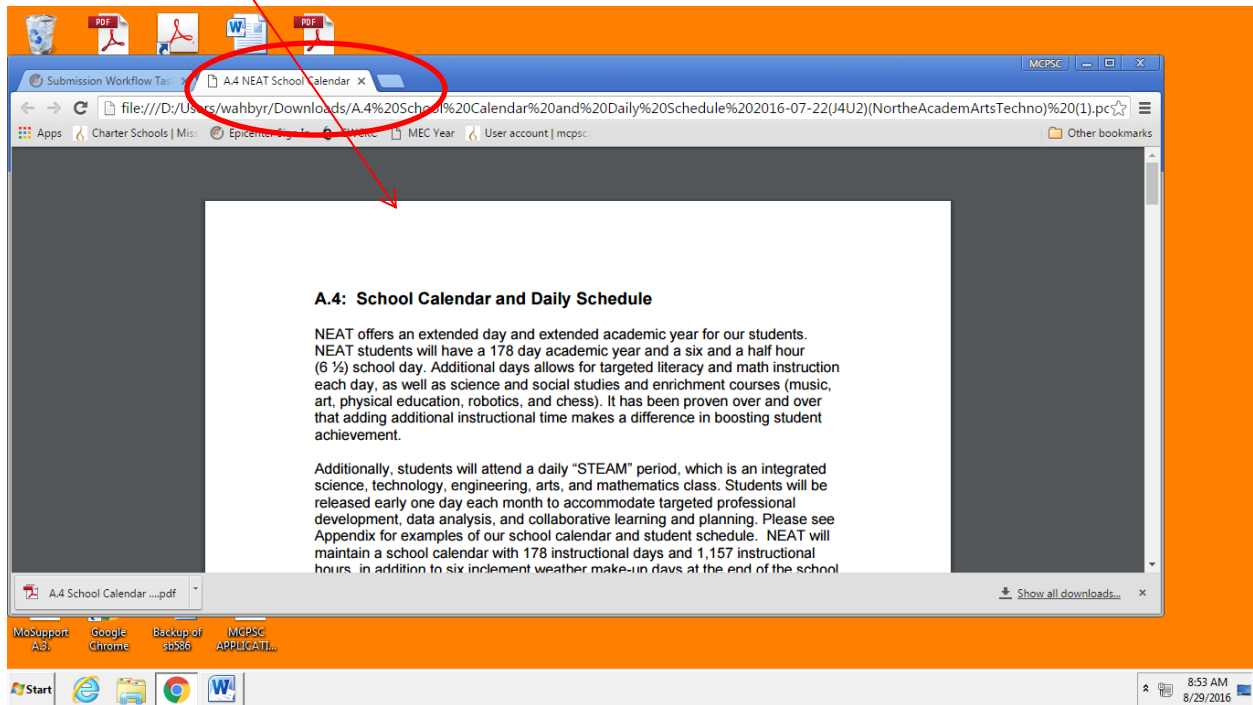 PDF
W
PDF
MCPSC
Submission Workflow Tas
A.4 NEAT School Calendar
file:///D:/Users/wahbyr/Downloads/A.4%20School%20Calendar%20and%20Daily%20Schedule%202016-07-22(J4U2)(NortheAcademArtsTechno)%20(1).pc
Apps Charter Schools | Miss Epicenter Sign In MEC Year User account | mcpsc. Other bookmarks
A.4: School Calendar and Daily Schedule
NEAT offers an extended day and extended academic year for our students.
NEAT students will have a 178 day academic year and a six and a half hour
(6 ½) school day. Additional days allows for targeted literacy and math instruction
each day, as well as science and social studies and enrichment courses (music,
art, physical education, robotics, and chess). It has been proven over and over
that adding additional instructional time makes a difference in boosting student
achievement.
Additionally, students will attend a daily “STEAM” period, which is an integrated
science, technology, engineering, arts, and mathematics class. Students will be
released early one day each month to accommodate targeted professional
development, data analysis, and collaborative learning and planning. Please see
Appendix for examples of our school calendar and student schedule. NEAT will
maintain a school calendar with 178 instructional days and 1,157 instructional
hours, in addition to six inclement weather make-up days at the end of the school
A.4 School Calendar ....pdf
Show all downloads...
MoSupport A.3.
Google Chrome
Backup of sb586
MCPSC APPLICATI...
Start
W
8:53 AM
8/29/2016